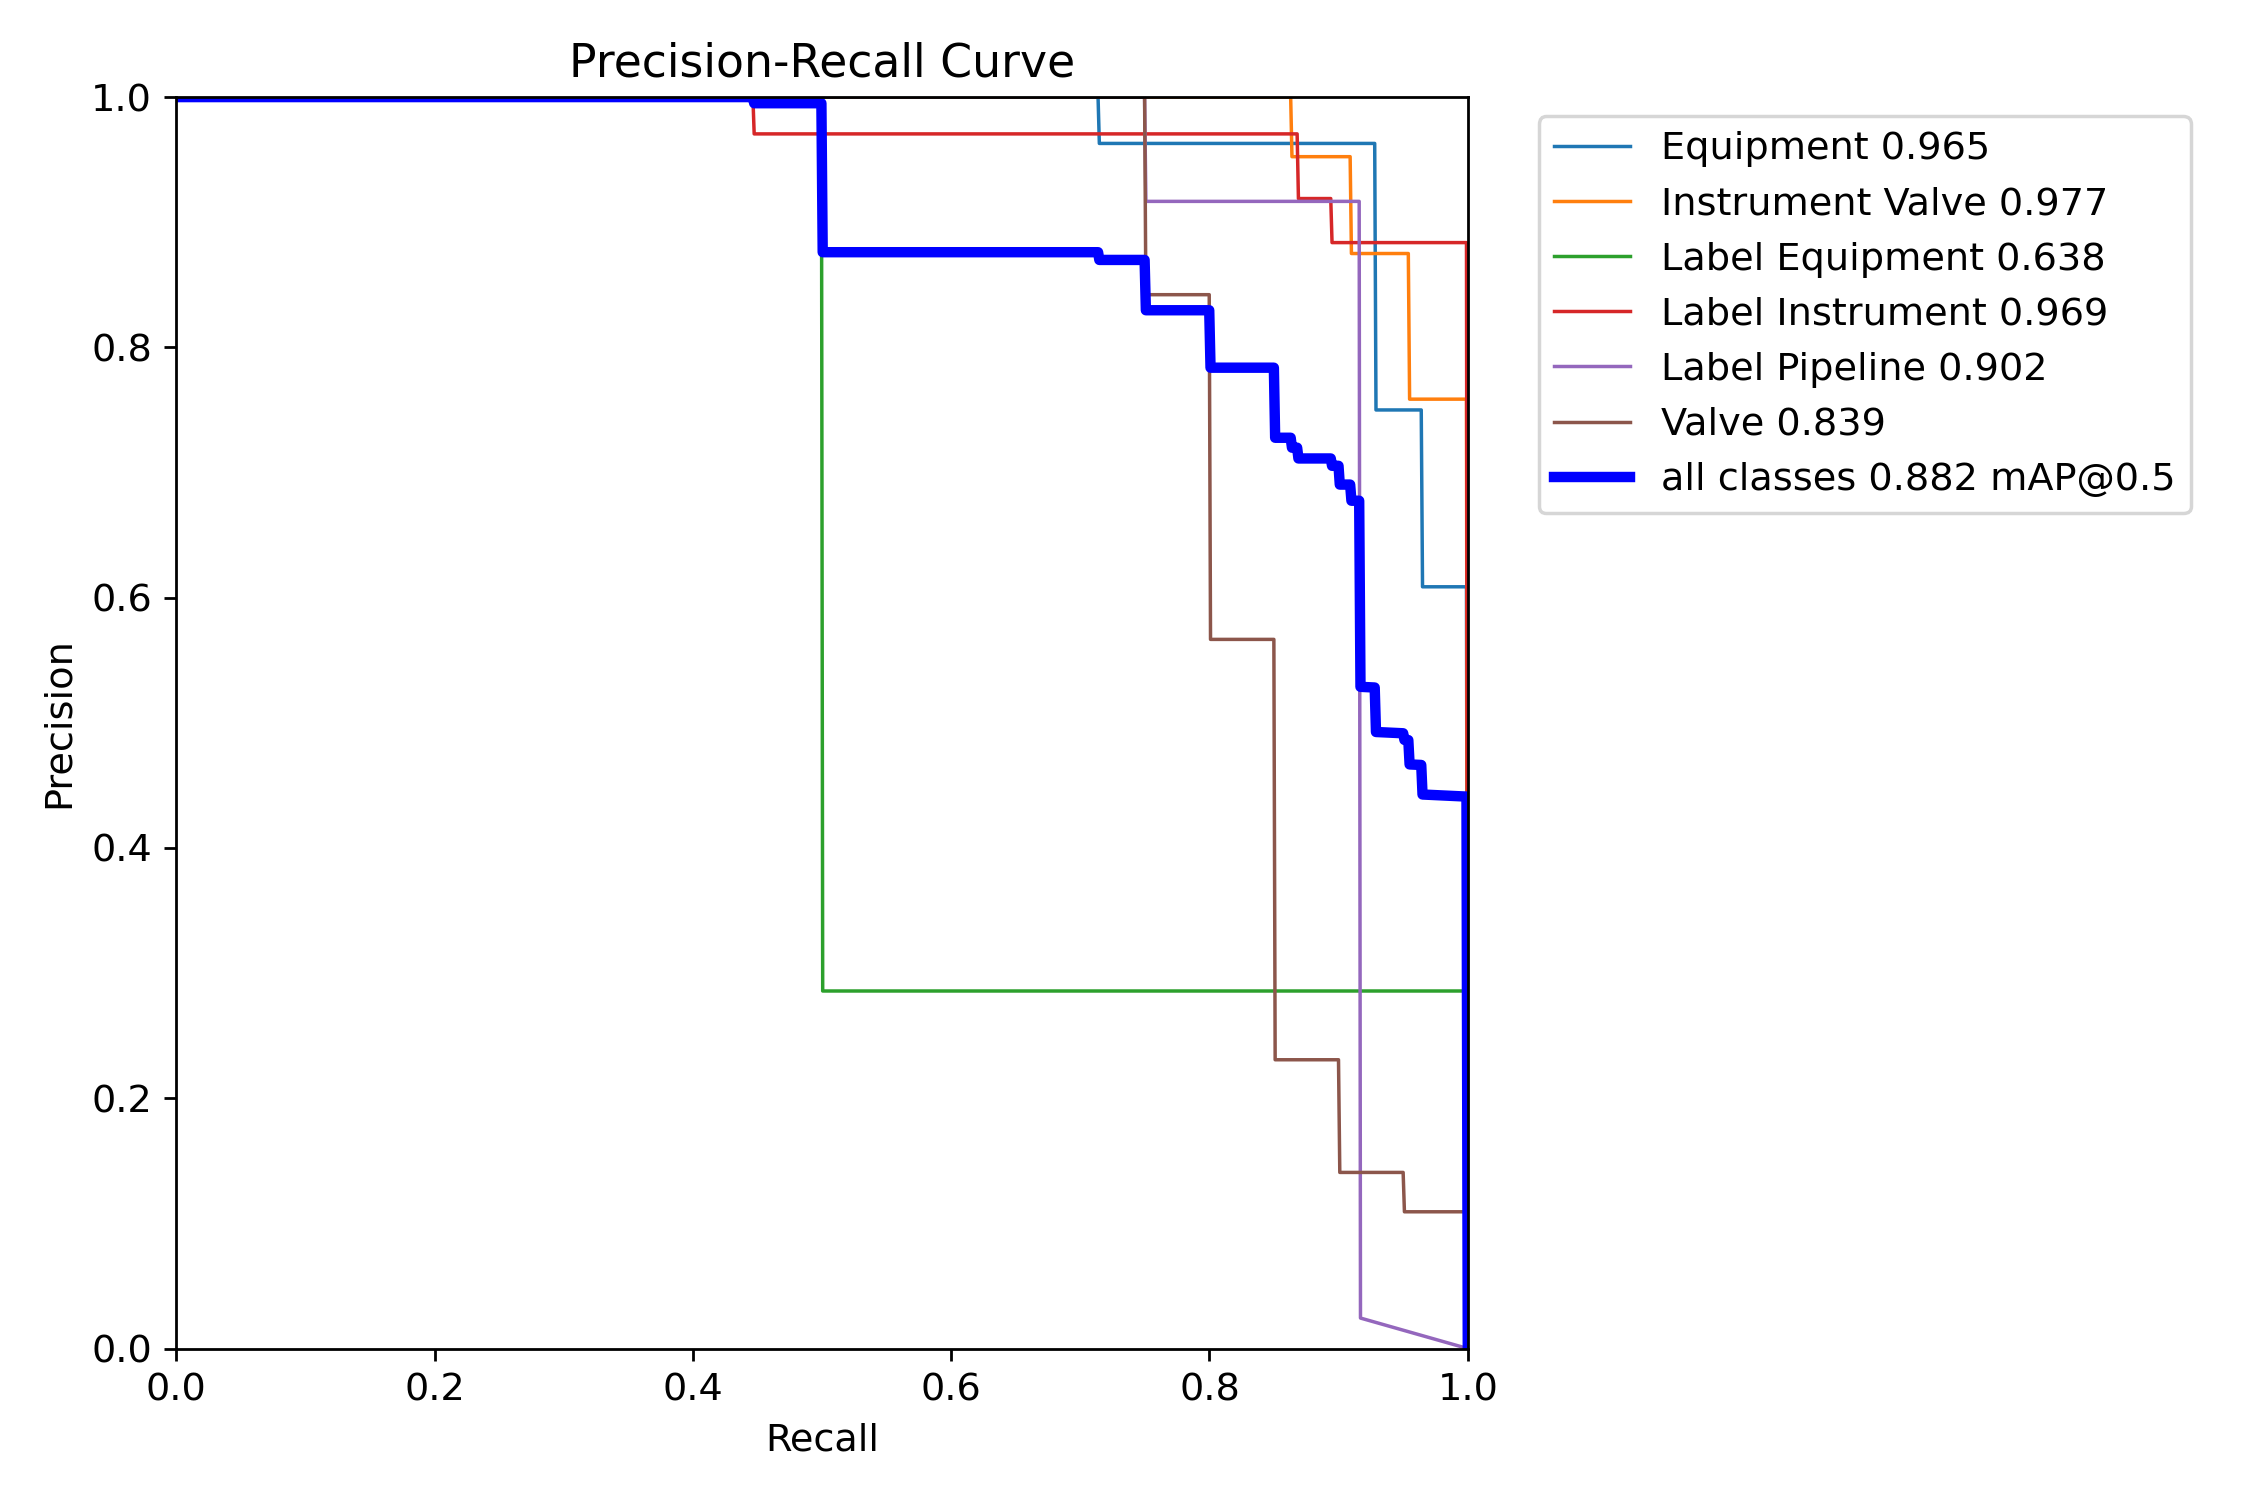 Precision-Recall Curve
1.0
0.8
0.6
0.4
0.2
0.0
Precision
0.0 0.2 0.4 0.6 0.8 1.0
Recall
Equipment 0.965
Instrument Valve 0.977
Label Equipment 0.638
Label Instrument 0.969
Label Pipeline 0.902
Valve 0.839
all classes 0.882 mAP@0.5